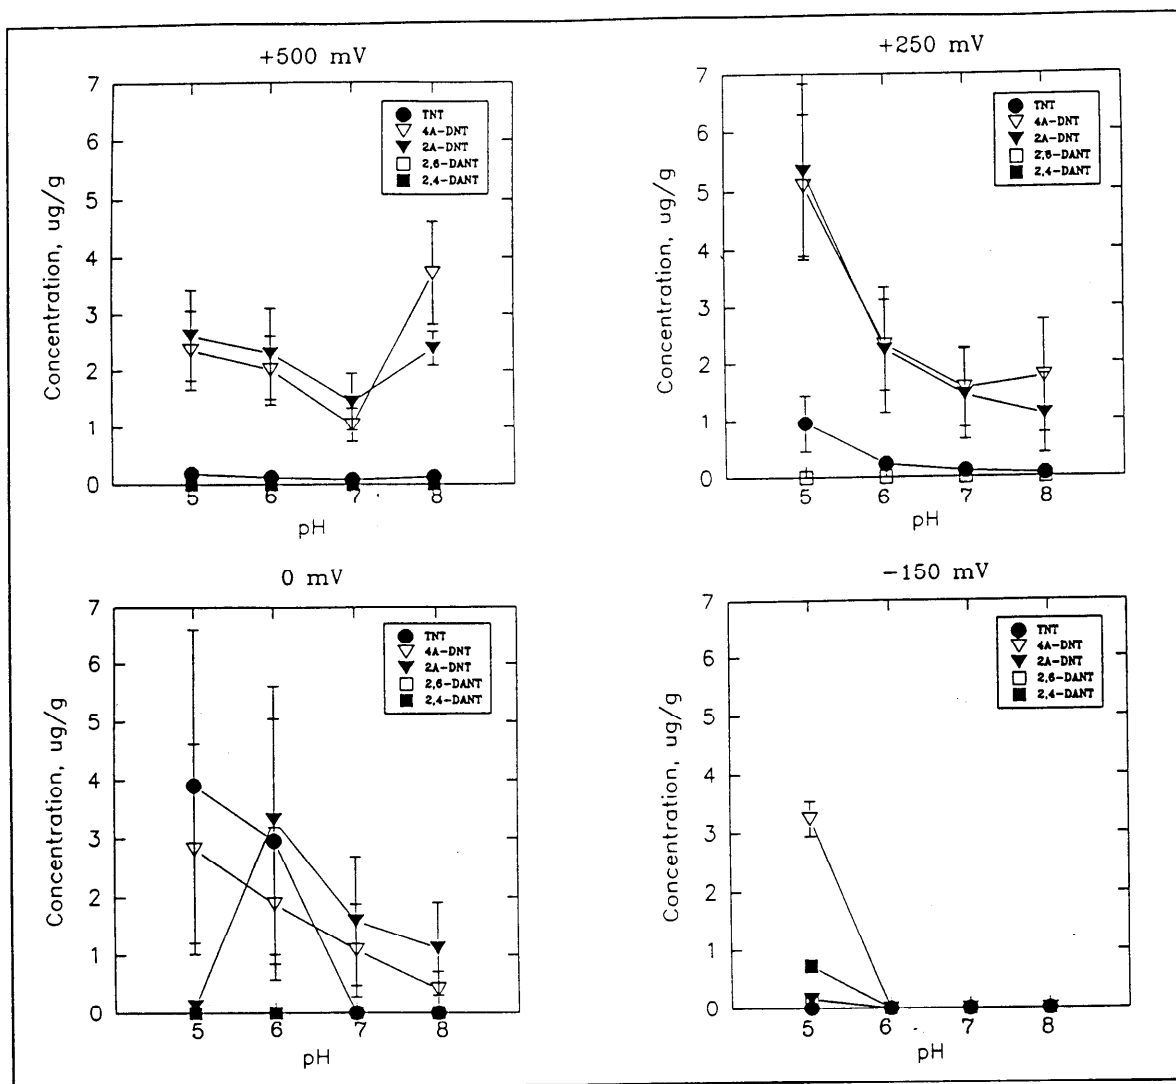 +500 mV
7
6
5
4
3
2
1
0
Concentration, ug/g
TNT
4A-DNT
2A-DNT
2,6-DANT
2,4-DANT
5 6 7 8
pH
+250 mV
7
6
5
4
3
2
1
0
Concentration, ug/g
TNT
4A-DNT
2A-DNT
2,6-DANT
2,4-DANT
5 6 7 8
pH
0 mV
7
6
5
4
3
2
1
0
Concentration, ug/g
TNT
4A-DNT
2A-DNT
2,6-DANT
2,4-DANT
5 6 7 8
pH
-150 mV
7
6
5
4
3
2
1
0
Concentration, ug/g
TNT
4A-DNT
2A-DNT
2,6-DANT
2,4-DANT
5 6 7 8
pH